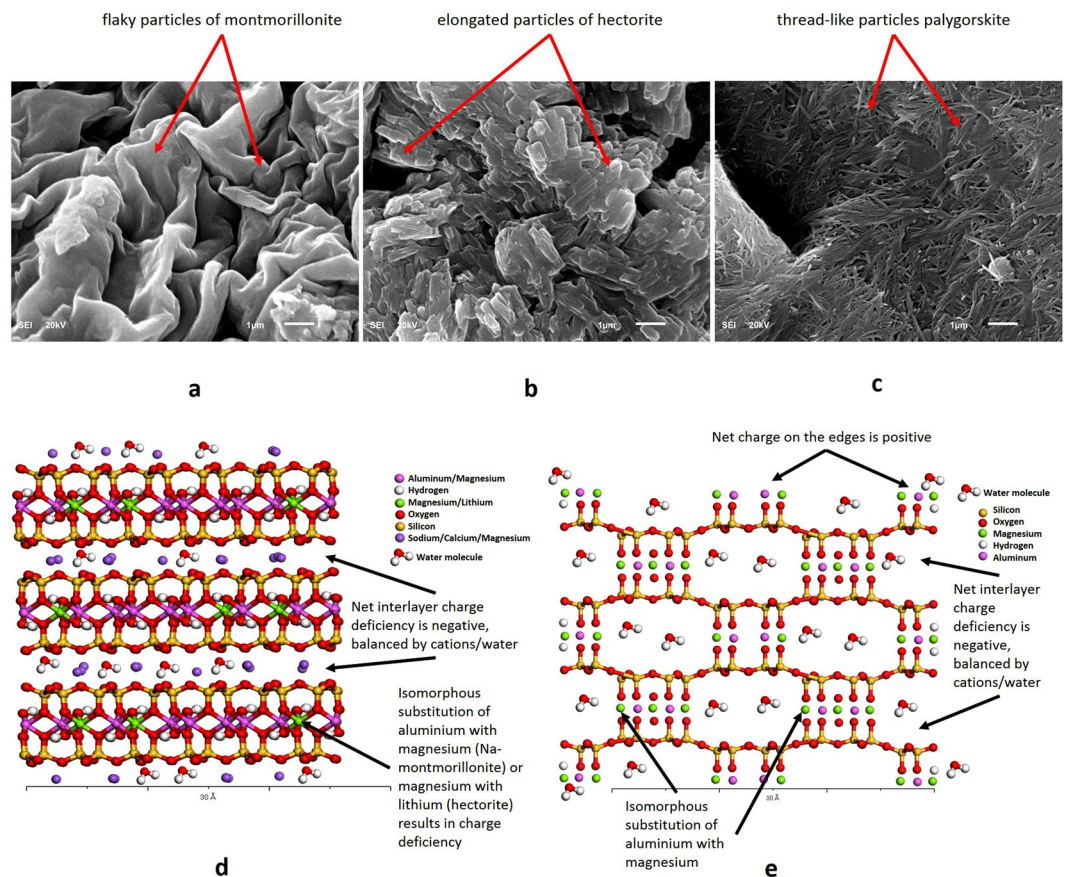 flaky particles of montmorillonite
elongated particles of hectorite
thread-like particles palygorskite
SEI 20kV 1µm
SEI 20kV 1µm
SEI 20kV 1µm
a
b
c
Aluminum/Magnesium
Hydrogen
Magnesium/Lithium
Oxygen
Silicon
Sodium/Calcium/Magnesium
Water molecule
Net interlayer charge
deficiency is negative,
balanced by cations/water
Isomorphous
substitution of
aluminium with
magnesium (Na-
montmorillonite) or
magnesium with
lithium (hectorite)
results in charge
deficiency
30 Å
d
Net charge on the edges is positive
Water molecule
Silicon
Oxygen
Magnesium
Hydrogen
Aluminum
Net interlayer
charge
deficiency is
negative,
balanced by
cations/water
Isomorphous
substitution of
aluminium with
magnesium
30 Å
e